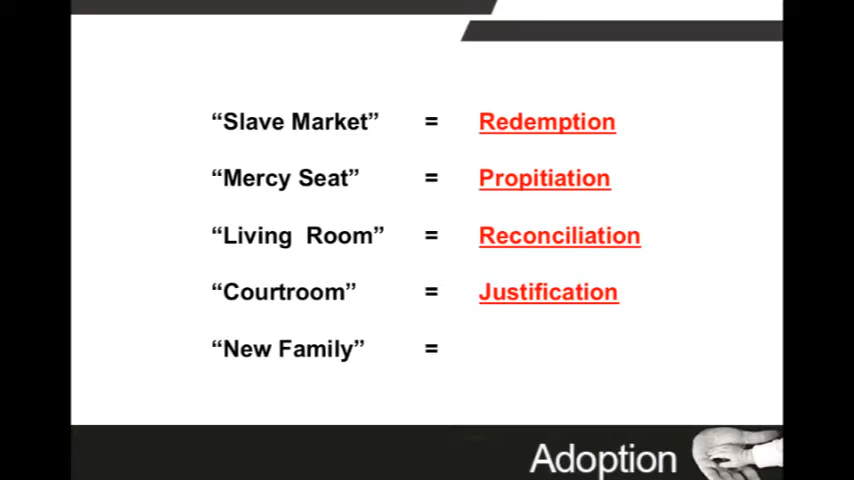 “Slave Market” = Redemption
“Mercy Seat” = Propitiation
“Living Room” = Reconciliation
“Courtroom” = Justification
“New Family” =
Adoption